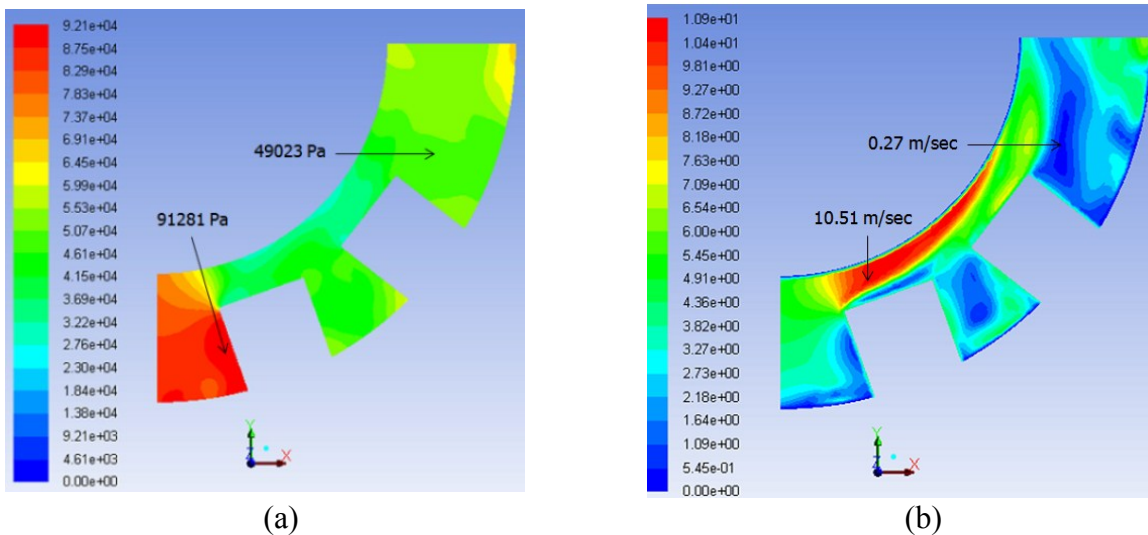 9.21e+04
8.75e+04
8.29e+04
7.83e+04
7.37e+04
6.91e+04
6.45e+04
5.99e+04
5.53e+04
5.07e+04
4.61e+04
4.15e+04
3.69e+04
3.22e+04
2.76e+04
2.30e+04
1.84e+04
1.38e+04
9.21e+03
4.61e+03
0.00e+00
49023 Pa
91281 Pa
Y
Z
X
(a)
1.09e+01
1.04e+01
9.81e+00
9.27e+00
8.72e+00
8.18e+00
7.63e+00
7.09e+00
6.54e+00
6.00e+00
5.45e+00
4.91e+00
4.36e+00
3.82e+00
3.27e+00
2.73e+00
2.18e+00
1.64e+00
1.09e+00
5.45e-01
0.00e+00
0.27 m/sec
10.51 m/sec
Y
Z
X
(b)